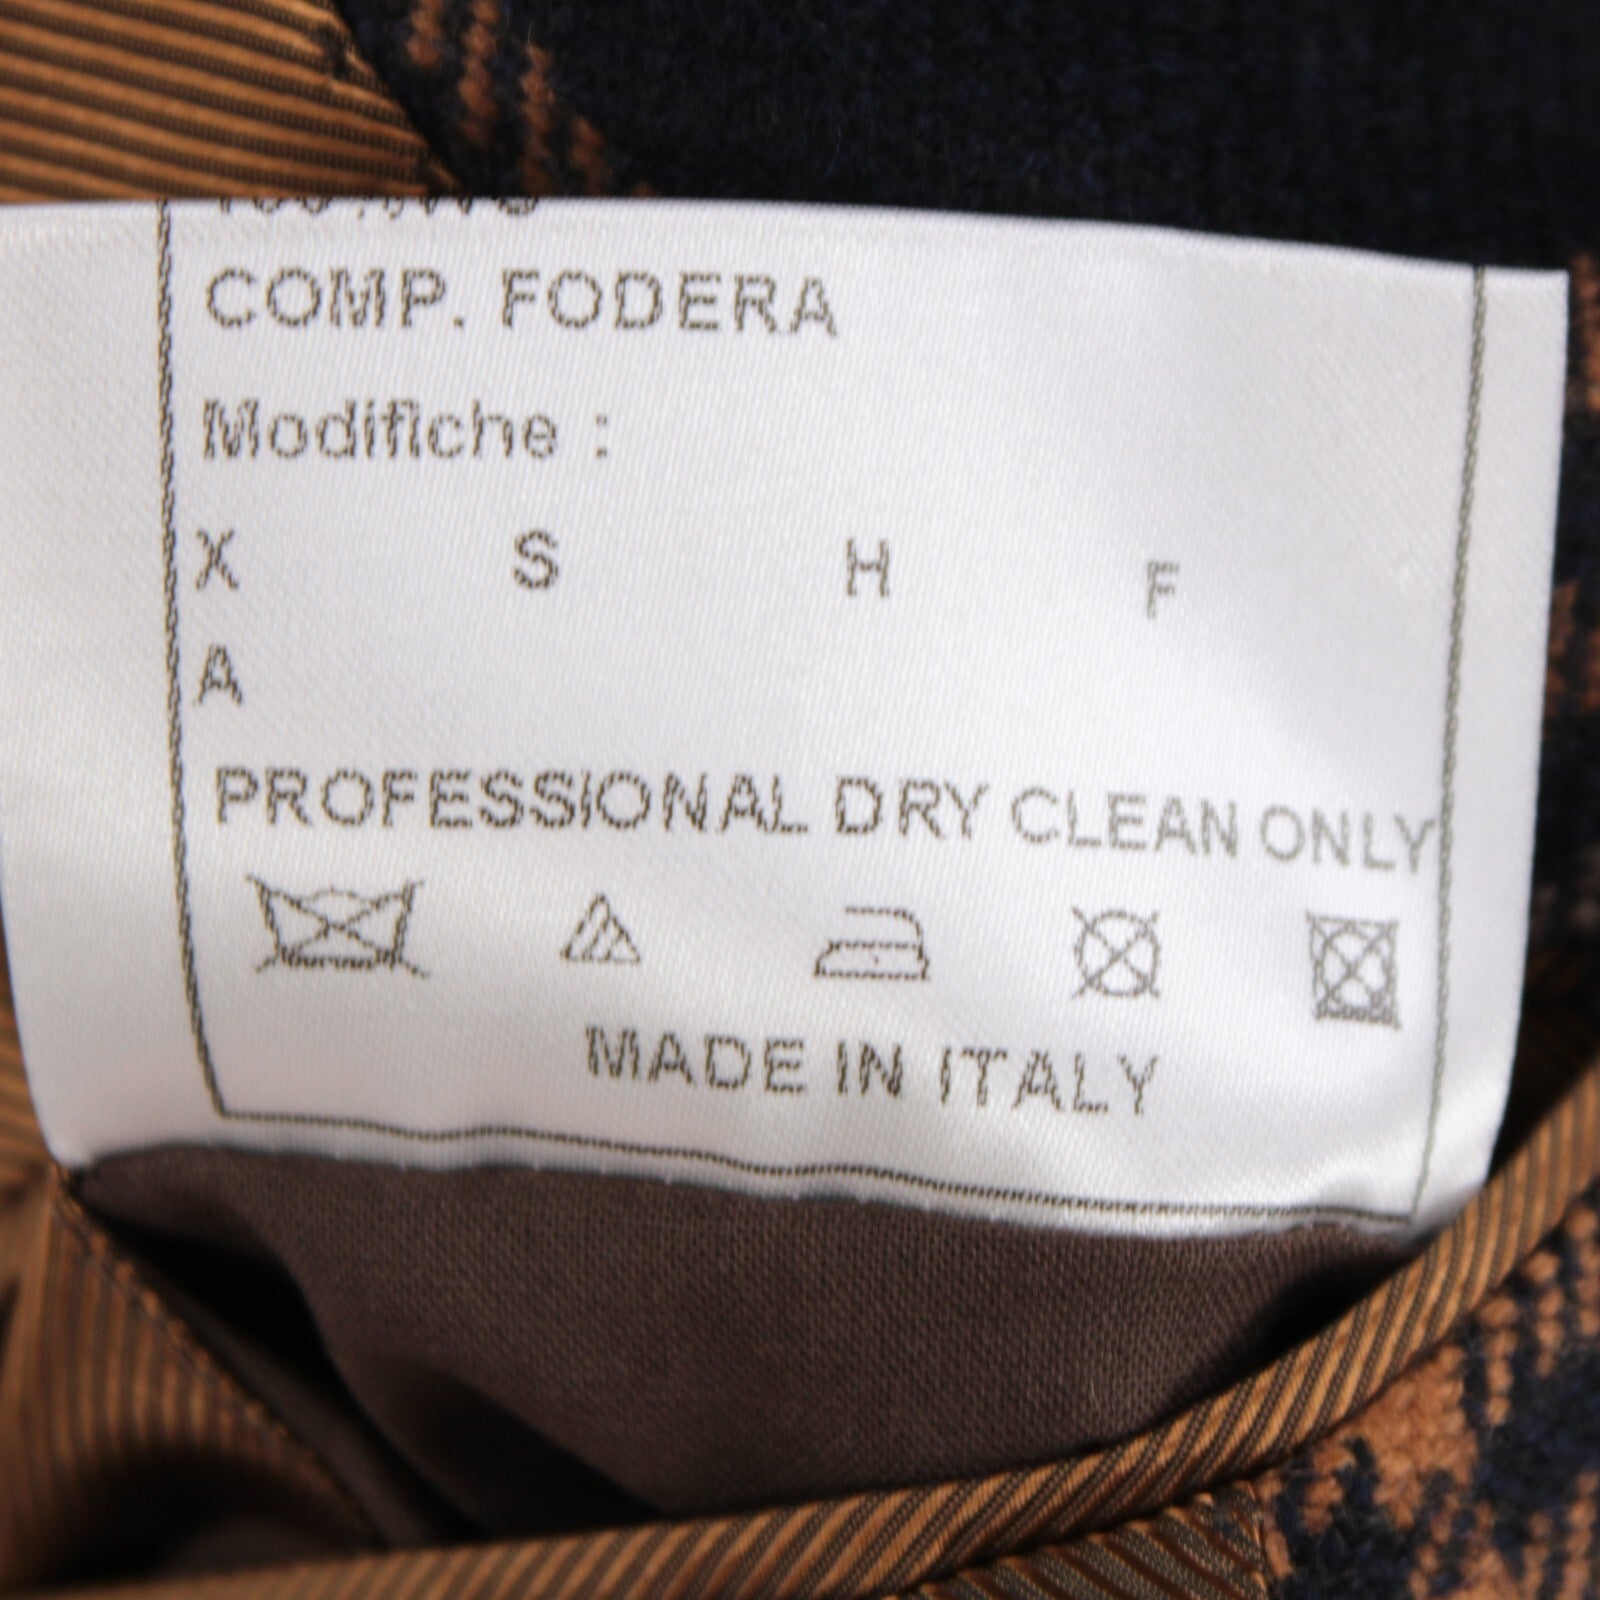 COMP. FODERA
Modifiche :
X S H F
A
PROFESSIONAL DRY CLEAN ONLY
MADE IN ITALY